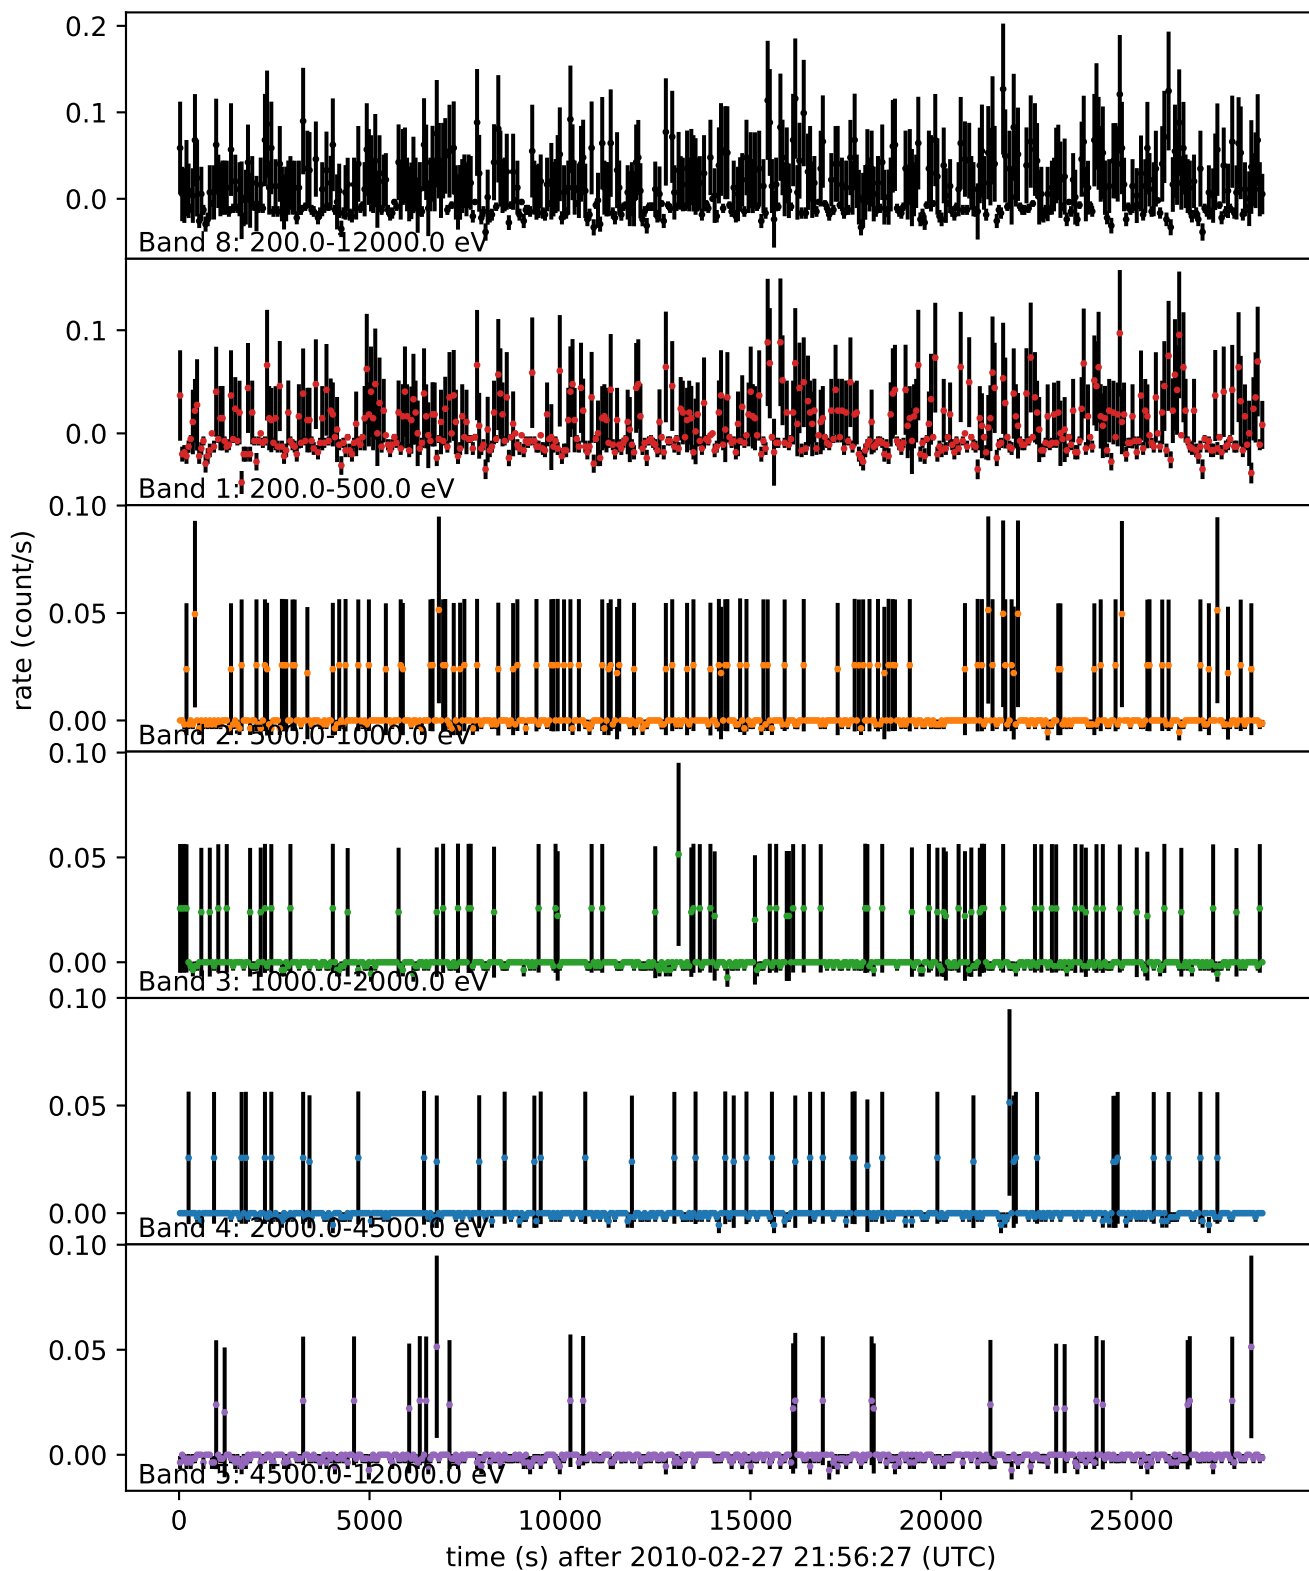 0.2
0.1
0.0
Band 8: 200.0-12000.0 eV
0.1
0.0
Band 1: 200.0-500.0 eV
0.10
0.05
0.00
Band 2: 500.0-1000.0 eV
rate (count/s)
0.10
0.05
0.00
Band 3: 1000.0-2000.0 eV
0.10
0.05
0.00
Band 4: 2000.0-4500.0 eV
0.10
0.05
0.00
Band 5: 4500.0-12000.0 eV
0 5000 10000 15000 20000 25000
time (s) after 2010-02-27 21:56:27 (UTC)